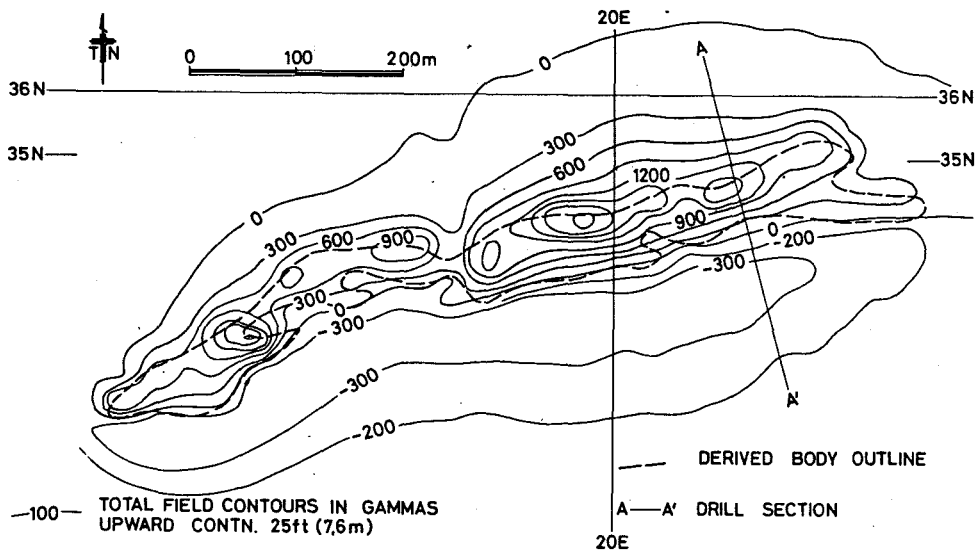 20E
T N
0 100 200m
A
0
36N
36N
300
35N
35N
600
1200
0
300
600
900
900
0
-200
-300
300
0
-300
-300
A'
-200
DERIVED BODY OUTLINE
-100
TOTAL FIELD CONTOURS IN GAMMAS
UPWARD CONTN. 25ft (7,6m)
A—A' DRILL SECTION
20E